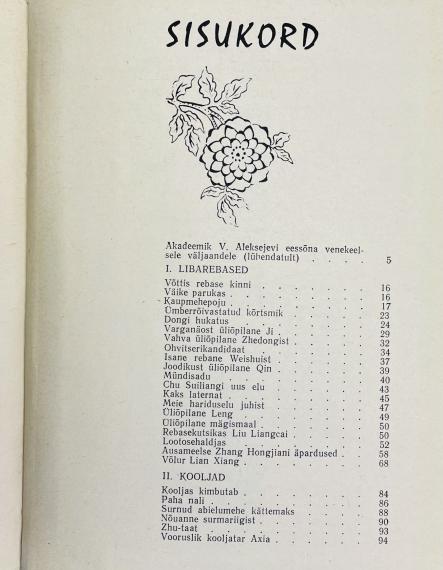 SISUKORD
Akadeemik V. Aleksejevi eessõna venekeel-
sele väljaandele (lühendatult) . . . . 5
I. LIBAREBASED
Võttis rebase kinni . . . . . . . . 16
Väike parukas . . . . . . . . . 16
Kaupmehepoju . . . . . . . . . 17
Ümberrõivastatud kõrtsmik . . . . . . 23
Dongi hukatus . . . . . . . . . 24
Varganäost üliõpilane Ji . . . . . . . 29
Vahva üliõpilane Zhedongist . . . . . . 32
Ohvitserikandidaat . . . . . . . . 34
Isane rebane Weishuist . . . . . . . 37
Joodikust üliõpilane Qin . . . . . . . 39
Mündisadu . . . . . . . . . . 40
Chu Suiliangi uus elu . . . . . . . 43
Kaks laternat . . . . . . . . . 45
Meie hariduselu juhist . . . . . . . 47
Üliõpilane Leng . . . . . . . . . 49
Üliõpilane mägismaal . . . . . . . 50
Rebasekutsikas Liu Liangcai . . . . . . 50
Lootosehaldjas . . . . . . . . . 52
Ausameelse Zhang Hongjiani äpardused . . . 58
Võlur Lian Xiang . . . . . . . . 68
II. KOOLJAD
Kooljas kimbutab . . . . . . . . 84
Paha nali . . . . . . . . . . 86
Surnud abielumehe kättemaks . . . . . 88
Nõuanne surmariigist . . . . . . . 90
Zhu-taat . . . . . . . . . . 93
Vooruslik kooljatar Axia . . . . . . 94